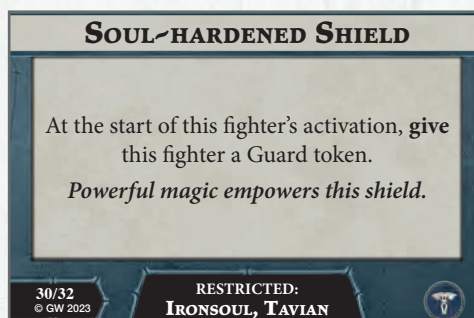 Soul-hardened Shield
At the start of this fighter's activation, give
this fighter a Guard token.
Powerful magic empowers this shield.
30/32
© GW 2023
RESTRICTED:
Ironsoul, Tavian